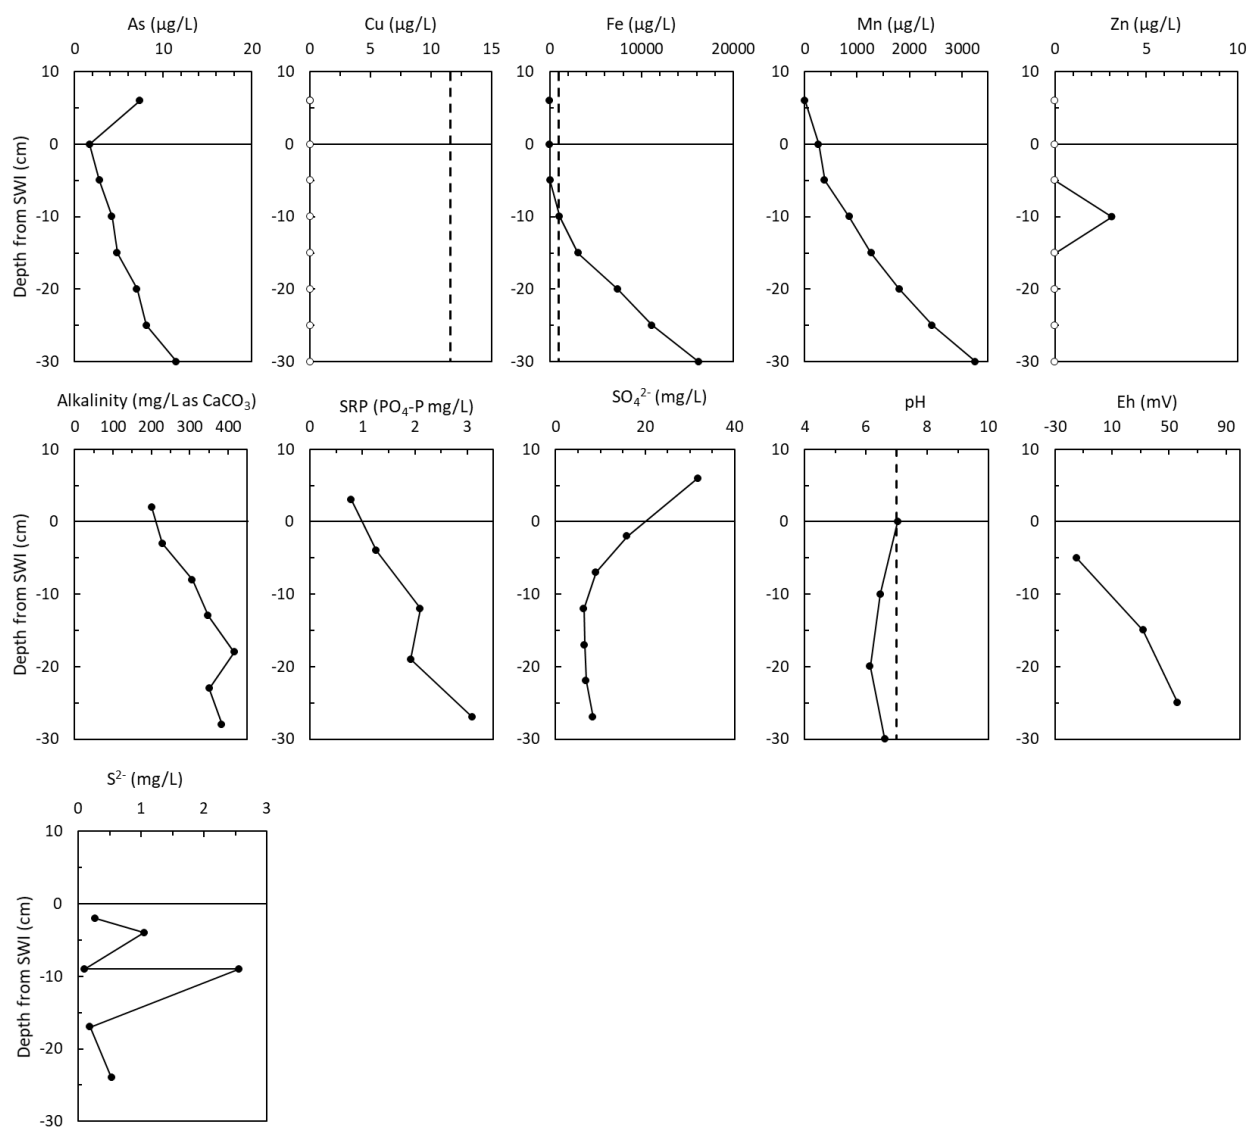 As (µg/L) Cu (µg/L) Fe (µg/L) Mn (µg/L) Zn (µg/L)
0 10 20 0 5 10 15 0 10000 20000 0 1000 2000 3000 0 5 10
10 10 10 10 10
0 0 0 0 0
-10 -10 -10 -10 -10
-20 -20 -20 -20 -20
-30 -30 -30 -30 -30
Depth from SWI (cm)
Alkalinity (mg/L as CaCO₃) SRP (PO₄-P mg/L) SO₄²⁻ (mg/L) pH Eh (mV)
0 100 200 300 400 0 1 2 3 0 20 40 4 6 8 10 -30 10 50 90
10 10 10 10 10
0 0 0 0 0
-10 -10 -10 -10 -10
-20 -20 -20 -20 -20
-30 -30 -30 -30 -30
Depth from SWI (cm)
S²⁻ (mg/L)
0 1 2 3
10
0
-10
-20
-30
Depth from SWI (cm)